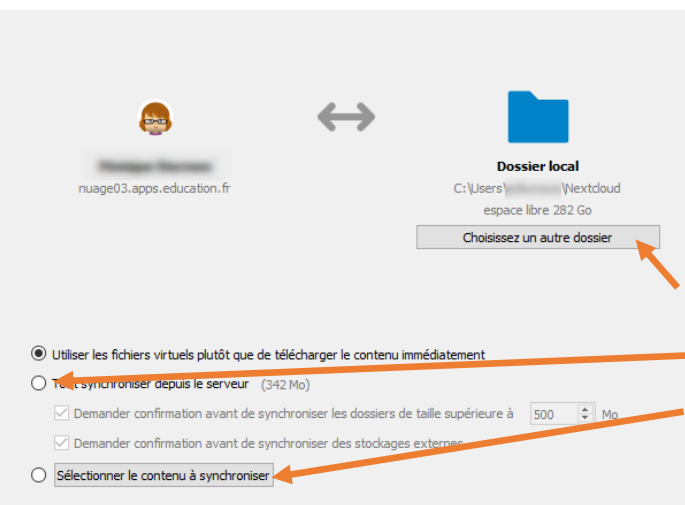 Dossier local
nuage03.apps.education.fr
C:\Users\ \Nextcloud
espace libre 282 Go
Choisissez un autre dossier
Utiliser les fichiers virtuels plutôt que de télécharger le contenu immédiatement
Tout synchroniser depuis le serveur (342 Mo)
Demander confirmation avant de synchroniser les dossiers de taille supérieure à 500 Mo
Demander confirmation avant de synchroniser des stockages externes
Sélectionner le contenu à synchroniser